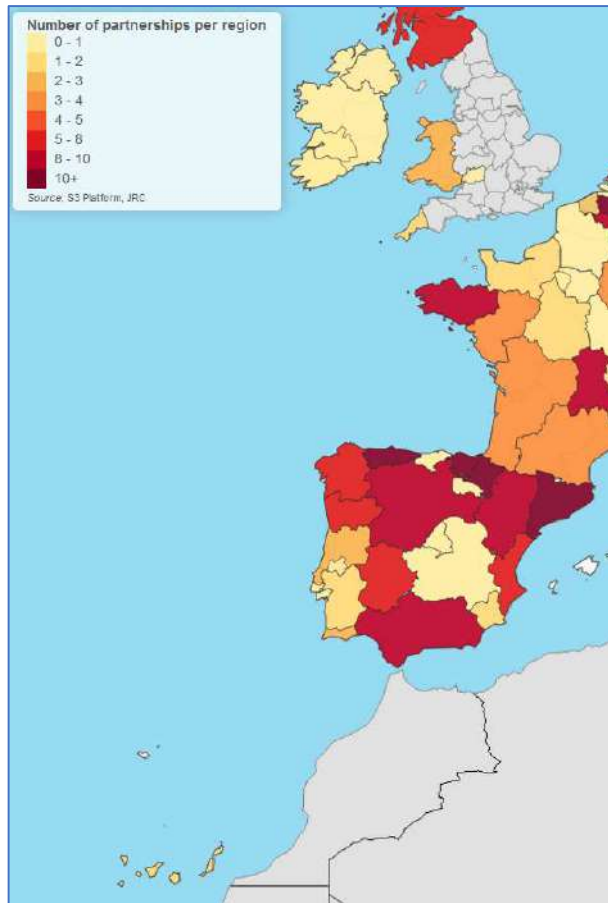 Number of partnerships per region
0 - 1
1 - 2
2 - 3
3 - 4
4 - 5
5 - 8
8 - 10
10+
Source: S3 Platform, JRC